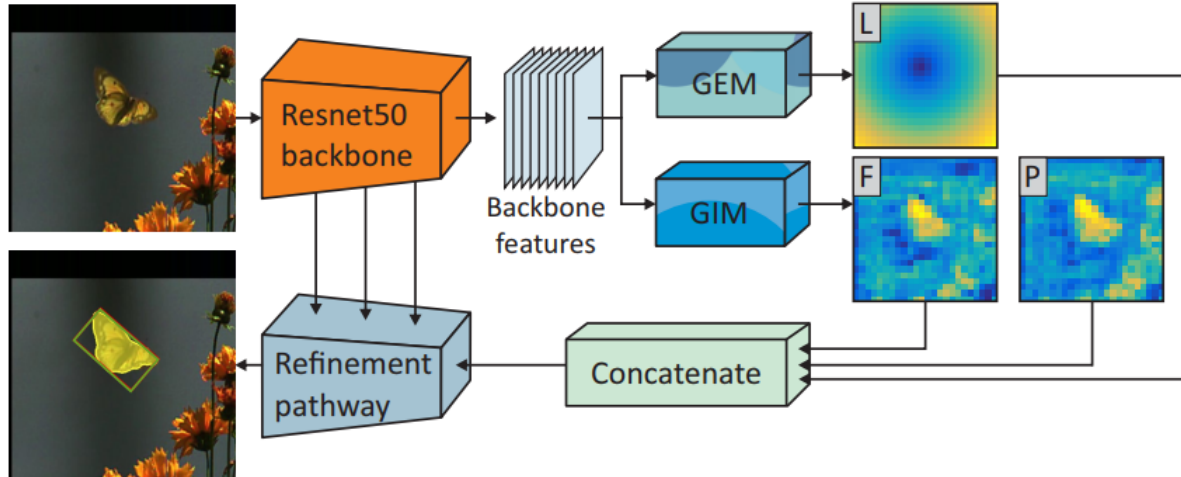 Resnet50
backbone
Backbone
features
GEM
L
GIM
F
P
Refinement
pathway
Concatenate